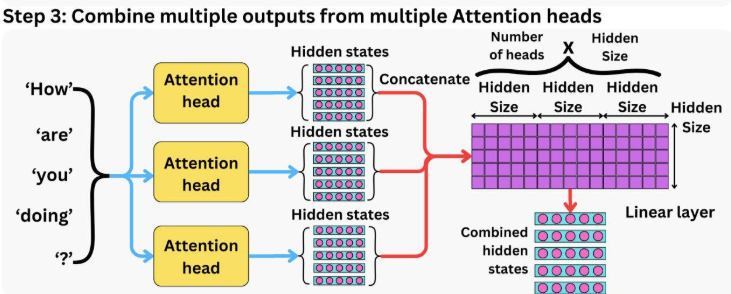 Step 3: Combine multiple outputs from multiple Attention heads
'How'
'are'
'you'
'doing'
'?'
Attention
head
Attention
head
Attention
head
Hidden states
Hidden states
Hidden states
Concatenate
Number
of heads
X
Hidden
Size
Hidden
Size
Hidden
Size
Hidden
Size
Hidden
Size
Linear layer
Combined
hidden
states